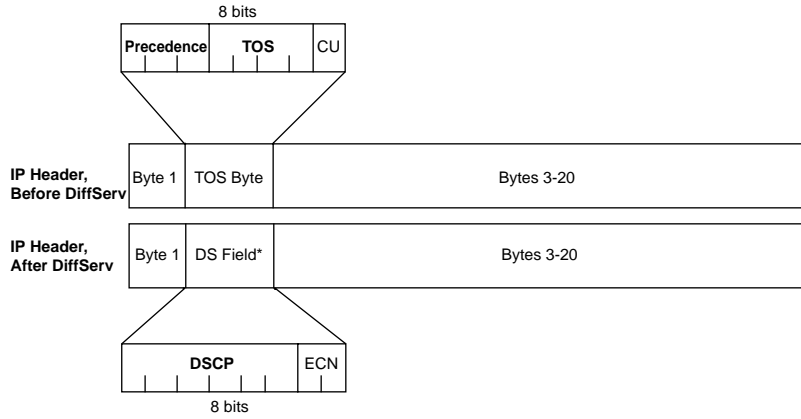 8 bits
Precedence TOS CU
IP Header,
Before DiffServ
Byte 1 TOS Byte Bytes 3-20
IP Header,
After DiffServ
Byte 1 DS Field* Bytes 3-20
DSCP ECN
8 bits